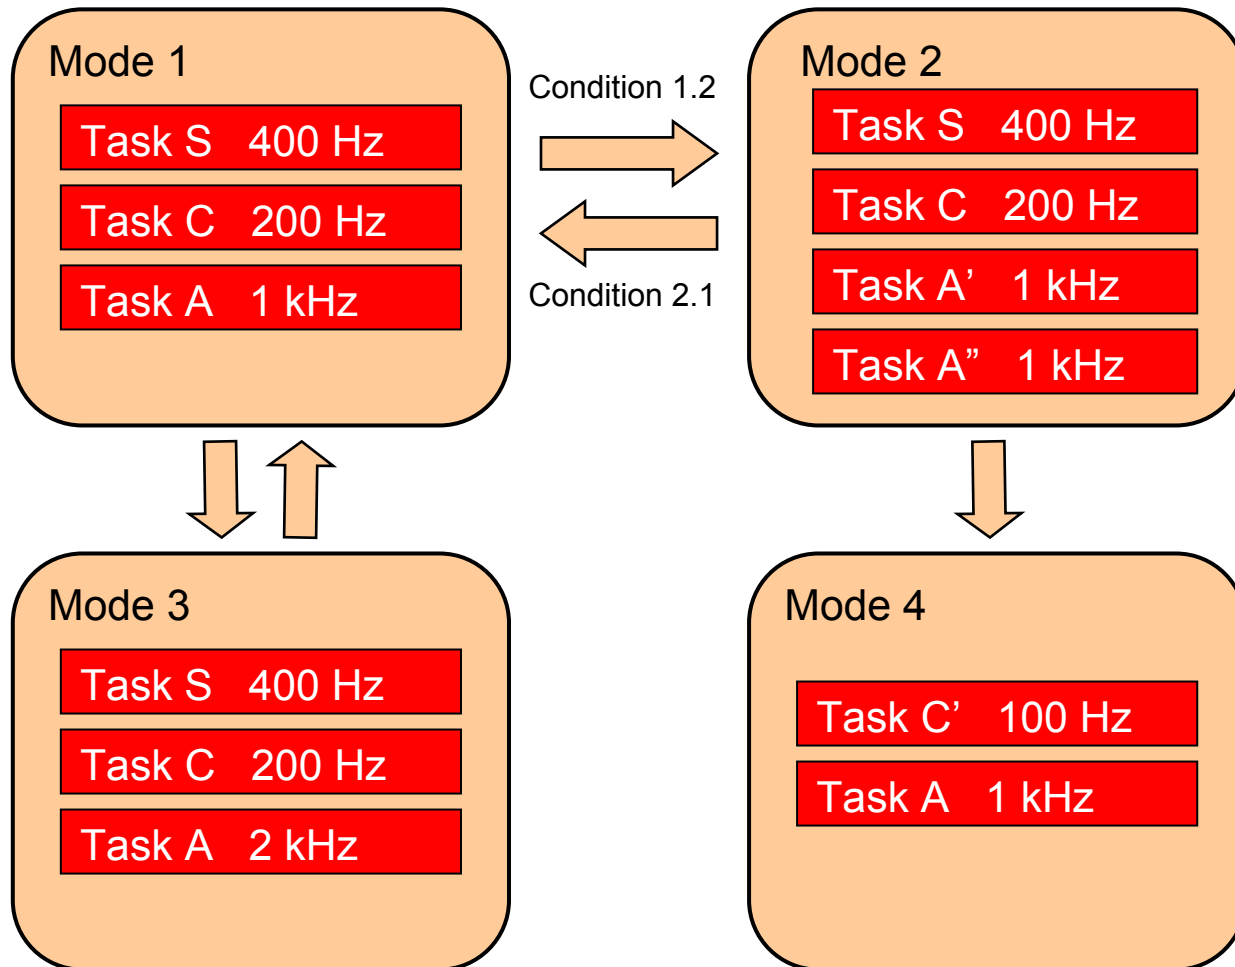 Mode 1
Task S 400 Hz
Task C 200 Hz
Task A 1 kHz
Condition 1.2
Condition 2.1
Mode 2
Task S 400 Hz
Task C 200 Hz
Task A’ 1 kHz
Task A” 1 kHz
Mode 3
Task S 400 Hz
Task C 200 Hz
Task A 2 kHz
Mode 4
Task C’ 100 Hz
Task A 1 kHz